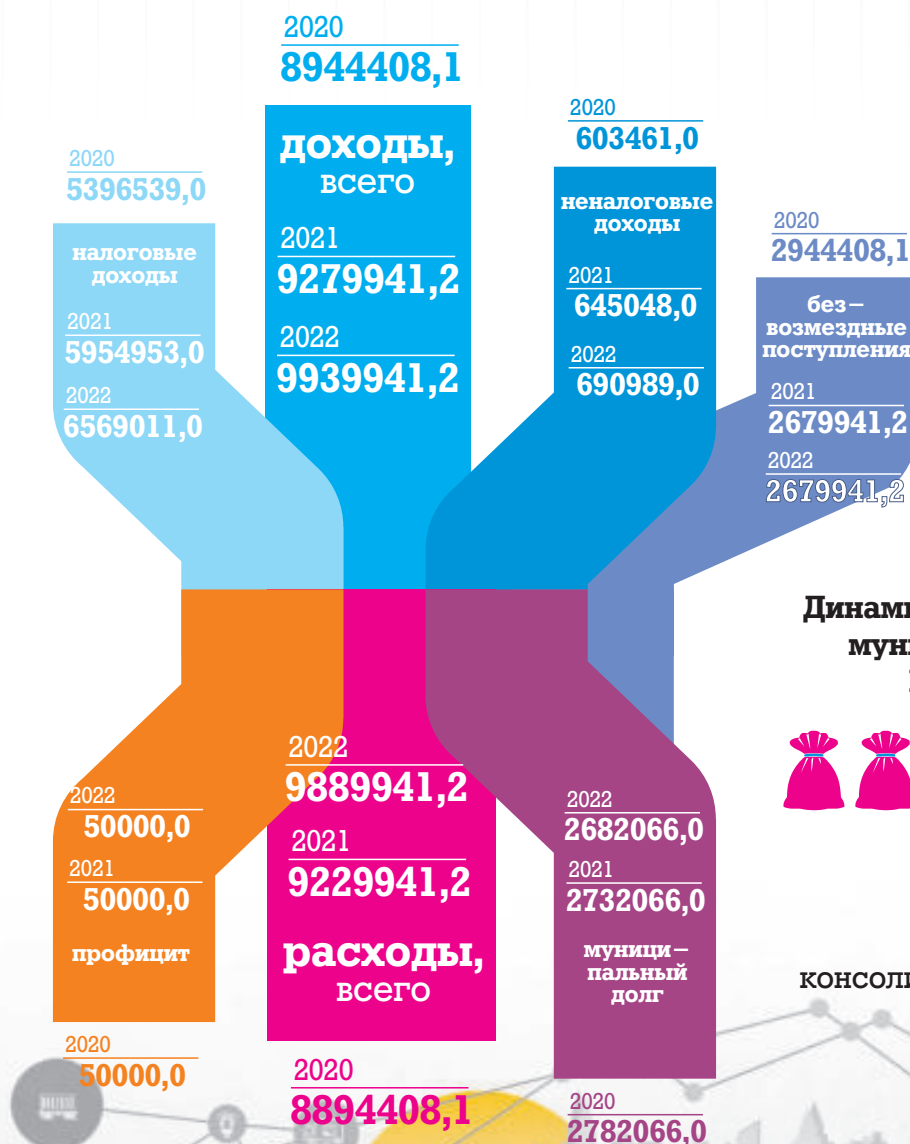 2020
8944408,1
доходы,
всего
2021
9279941,2
2022
9939941,2
2020
5396539,0
налоговые
доходы
2021
5954953,0
2022
6569011,0
2020
603461,0
неналоговые
доходы
2021
645048,0
2022
690989,0
2020
2944408,1
без–
возмездные
поступления
2021
2679941,2
2022
2679941,2
2022
50000,0
2021
50000,0
профицит
2020
50000,0
2022
9889941,2
2021
9229941,2
расходы,
всего
2020
8894408,1
2022
2682066,0
2021
2732066,0
муници–
пальный
долг
2020
2782066,0